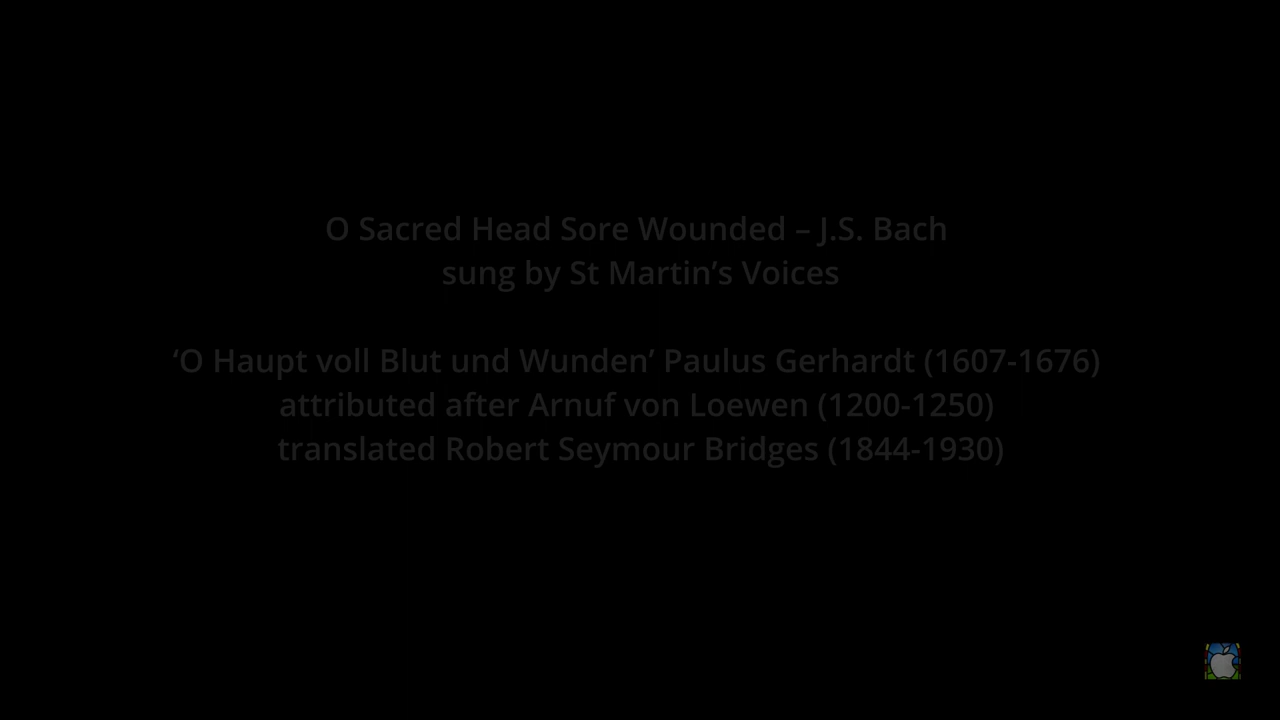 O Sacred Head Sore Wounded – J.S. Bach
sung by St Martin’s Voices
‘O Haupt voll Blut und Wunden’ Paulus Gerhardt (1607-1676)
attributed after Arnuf von Loewen (1200-1250)
translated Robert Seymour Bridges (1844-1930)